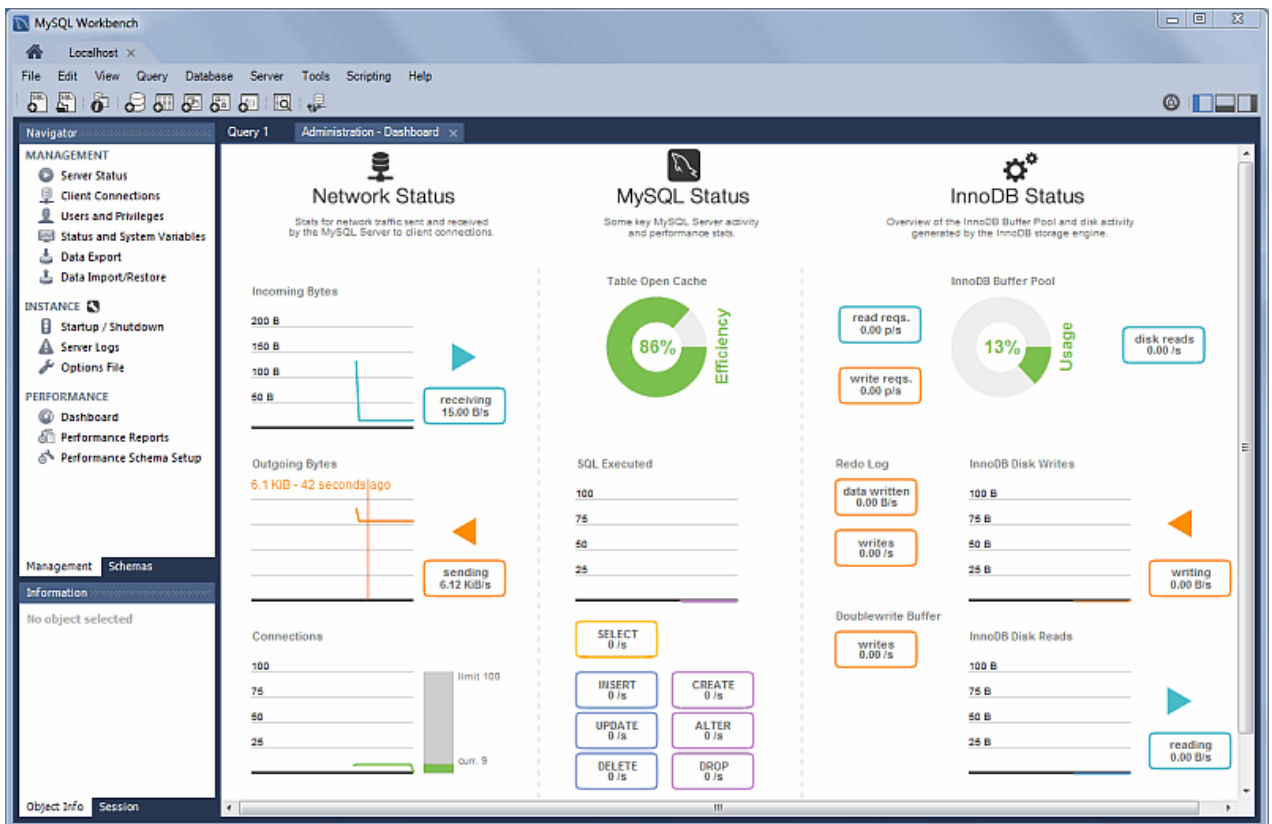 MySQL Workbench
Localhost
File Edit View Query Database Server Tools Scripting Help
Navigator
MANAGEMENT
Server Status
Client Connections
Users and Privileges
Status and System Variables
Data Export
Data Import/Restore
INSTANCE
Startup / Shutdown
Server Logs
Options File
PERFORMANCE
Dashboard
Performance Reports
Performance Schema Setup
Management Schemas
Information
No object selected
Object Info Session
Query 1 Administration - Dashboard
Network Status
Stats for network traffic sent and received
by the MySQL Server to client connections.
Incoming Bytes
200 B
150 B
100 B
50 B
receiving
15.00 B/s
Outgoing Bytes
6.1 KiB - 42 seconds ago
sending
6.12 KiB/s
Connections
100
75
50
25
limit 100
curr. 9
MySQL Status
Some key MySQL Server activity
and performance stats.
Table Open Cache
86%
Efficiency
SQL Executed
100
75
50
25
SELECT
0 /s
INSERT
0 /s
CREATE
0 /s
UPDATE
0 /s
ALTER
0 /s
DELETE
0 /s
DROP
0 /s
InnoDB Status
Overview of the InnoDB Buffer Pool and disk activity
generated by the InnoDB storage engine.
InnoDB Buffer Pool
read reqs.
0.00 p/s
write reqs.
0.00 p/s
13%
Usage
disk reads
0.00 /s
Redo Log
data written
0.00 B/s
writes
0.00 /s
Doublewrite Buffer
writes
0.00 /s
InnoDB Disk Writes
100 B
75 B
50 B
25 B
writing
0.00 B/s
InnoDB Disk Reads
100 B
75 B
50 B
25 B
reading
0.00 B/s